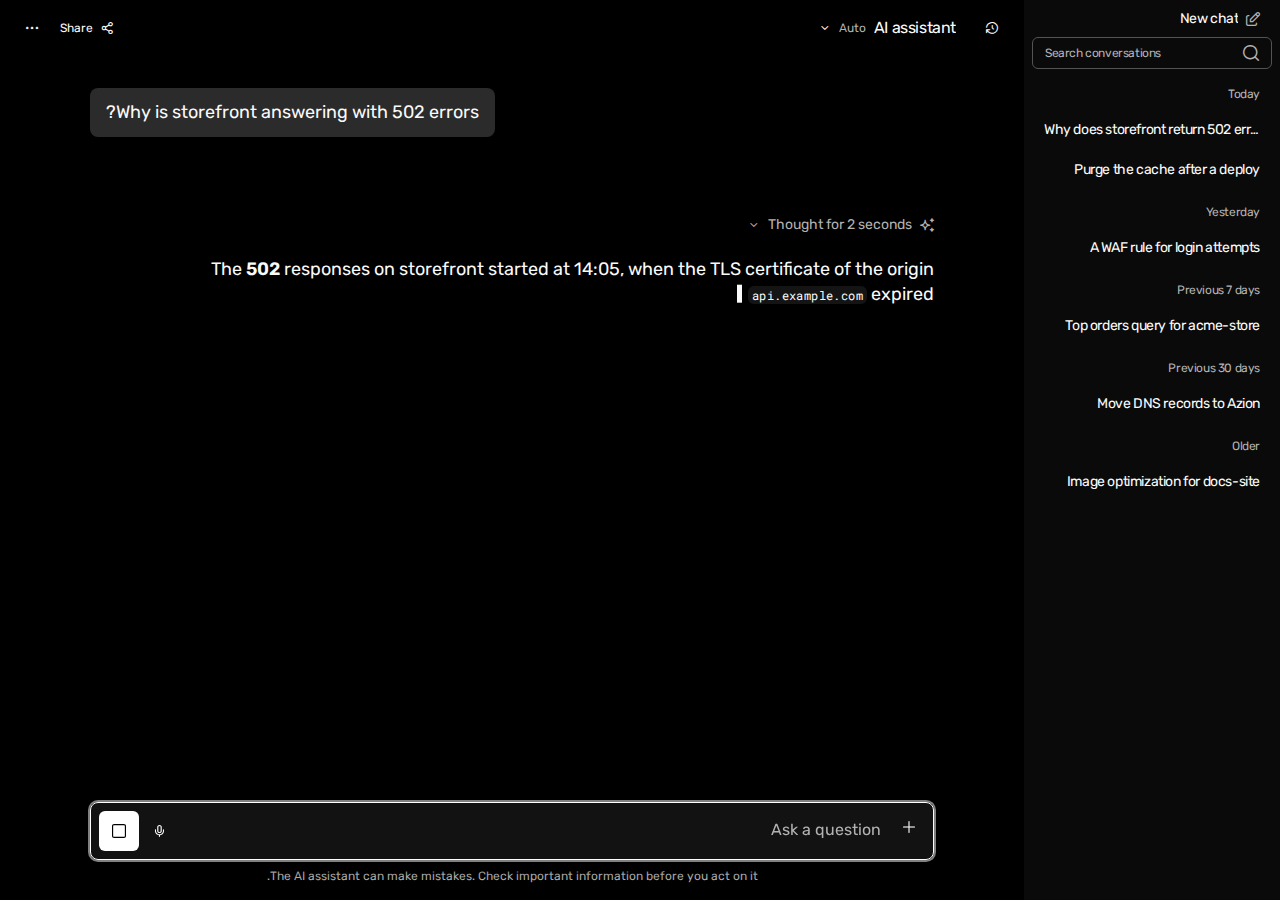 New chat
Search conversations
Today
Why does storefront return 502 err...
Purge the cache after a deploy
Yesterday
A WAF rule for login attempts
Previous 7 days
Top orders query for acme-store
Previous 30 days
Move DNS records to Azion
Older
Image optimization for docs-site
AI assistant
Auto
Share
?Why is storefront answering with 502 errors
Thought for 2 seconds
The 502 responses on storefront started at 14:05, when the TLS certificate of the origin
api.example.com expired
Ask a question
.The AI assistant can make mistakes. Check important information before you act on it